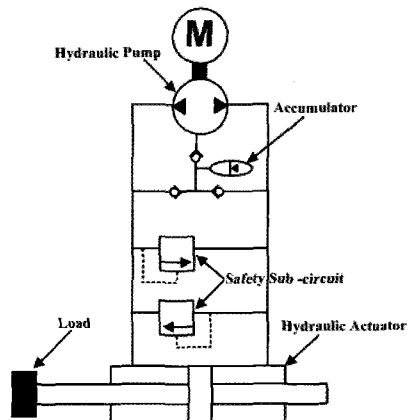 M
Hydraulic Pump
Accumulator
Safety Sub-circuit
Load
Hydraulic Actuator